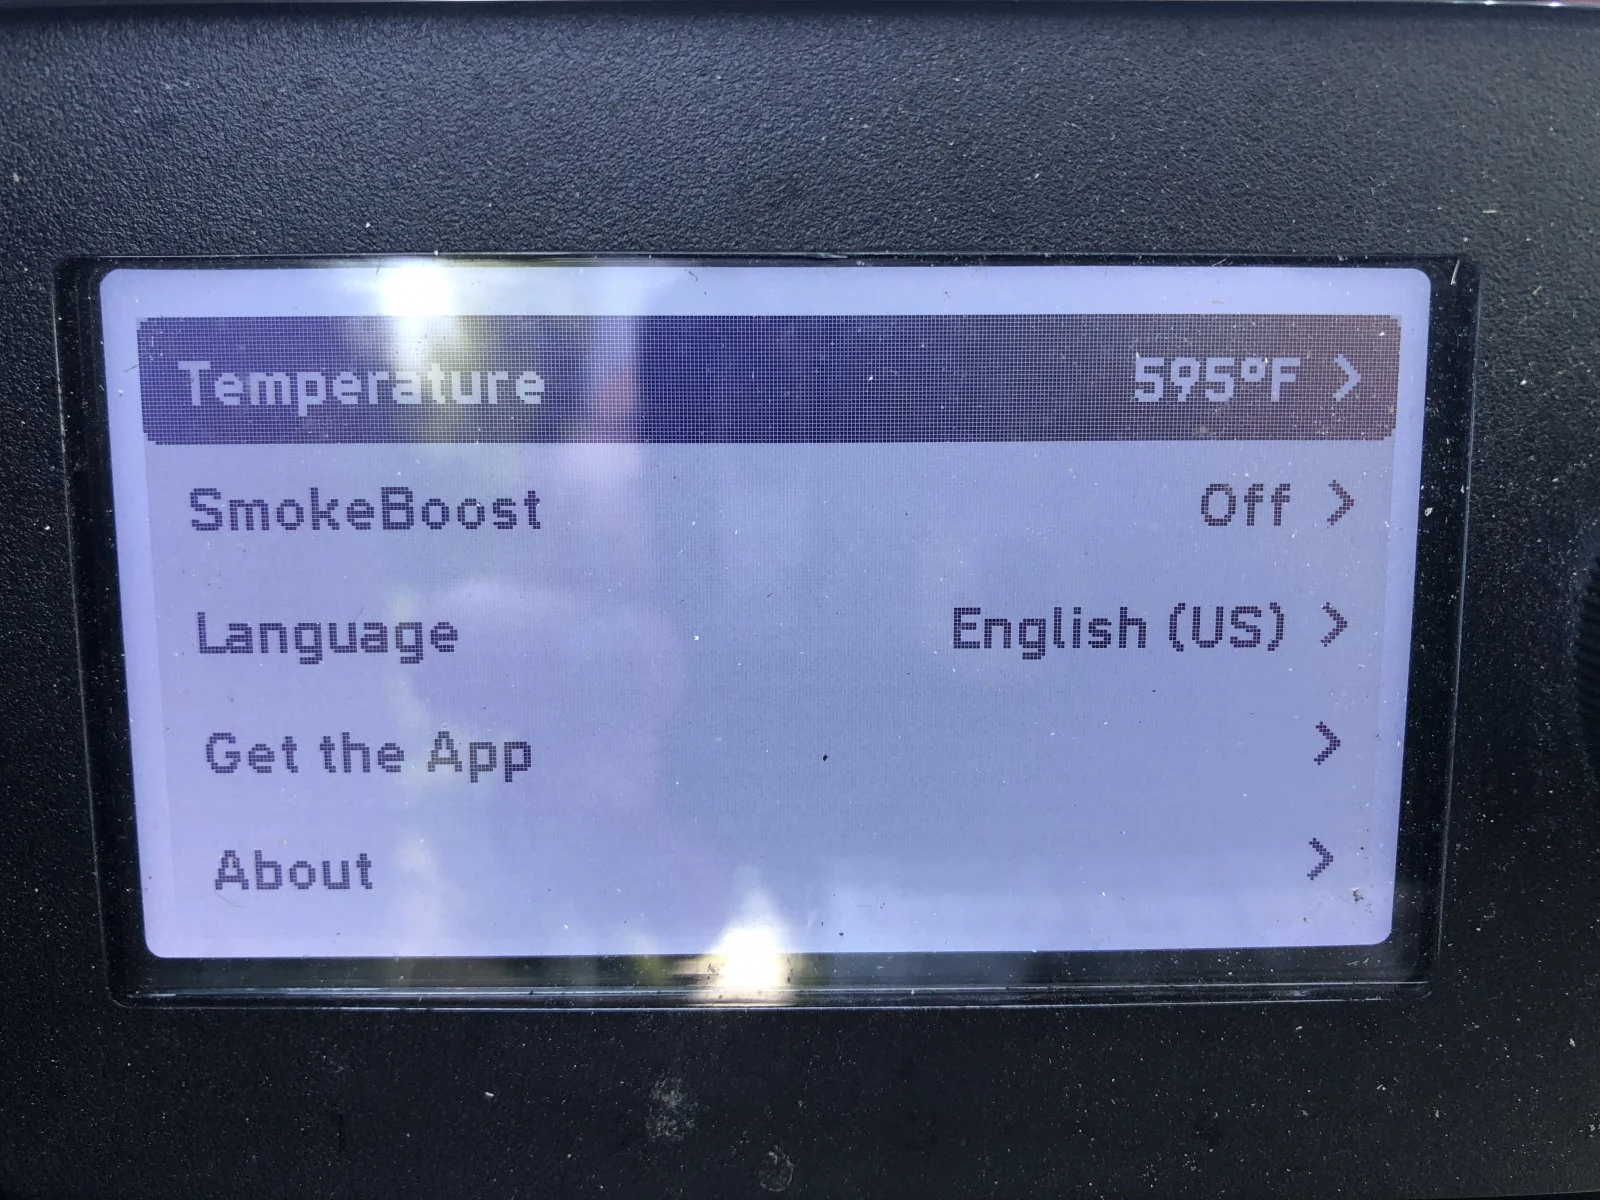 Temperature 595°F >
SmokeBoost Off >
Language English (US) >
Get the App >
About >